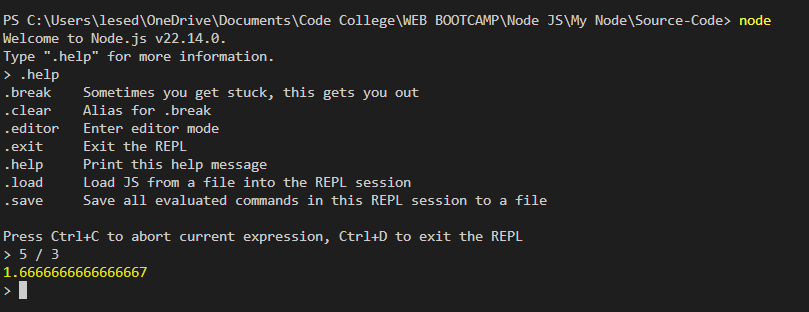 PS C:\Users\lesed\OneDrive\Documents\Code College\WEB BOOTCAMP\Node JS\My Node\Source-Code> node
Welcome to Node.js v22.14.0.
Type ".help" for more information.
> .help
.break    Sometimes you get stuck, this gets you out
.clear    Alias for .break
.editor   Enter editor mode
.exit     Exit the REPL
.help     Print this help message
.load     Load JS from a file into the REPL session
.save     Save all evaluated commands in this REPL session to a file
Press Ctrl+C to abort current expression, Ctrl+D to exit the REPL
> 5 / 3
1.6666666666666667
>